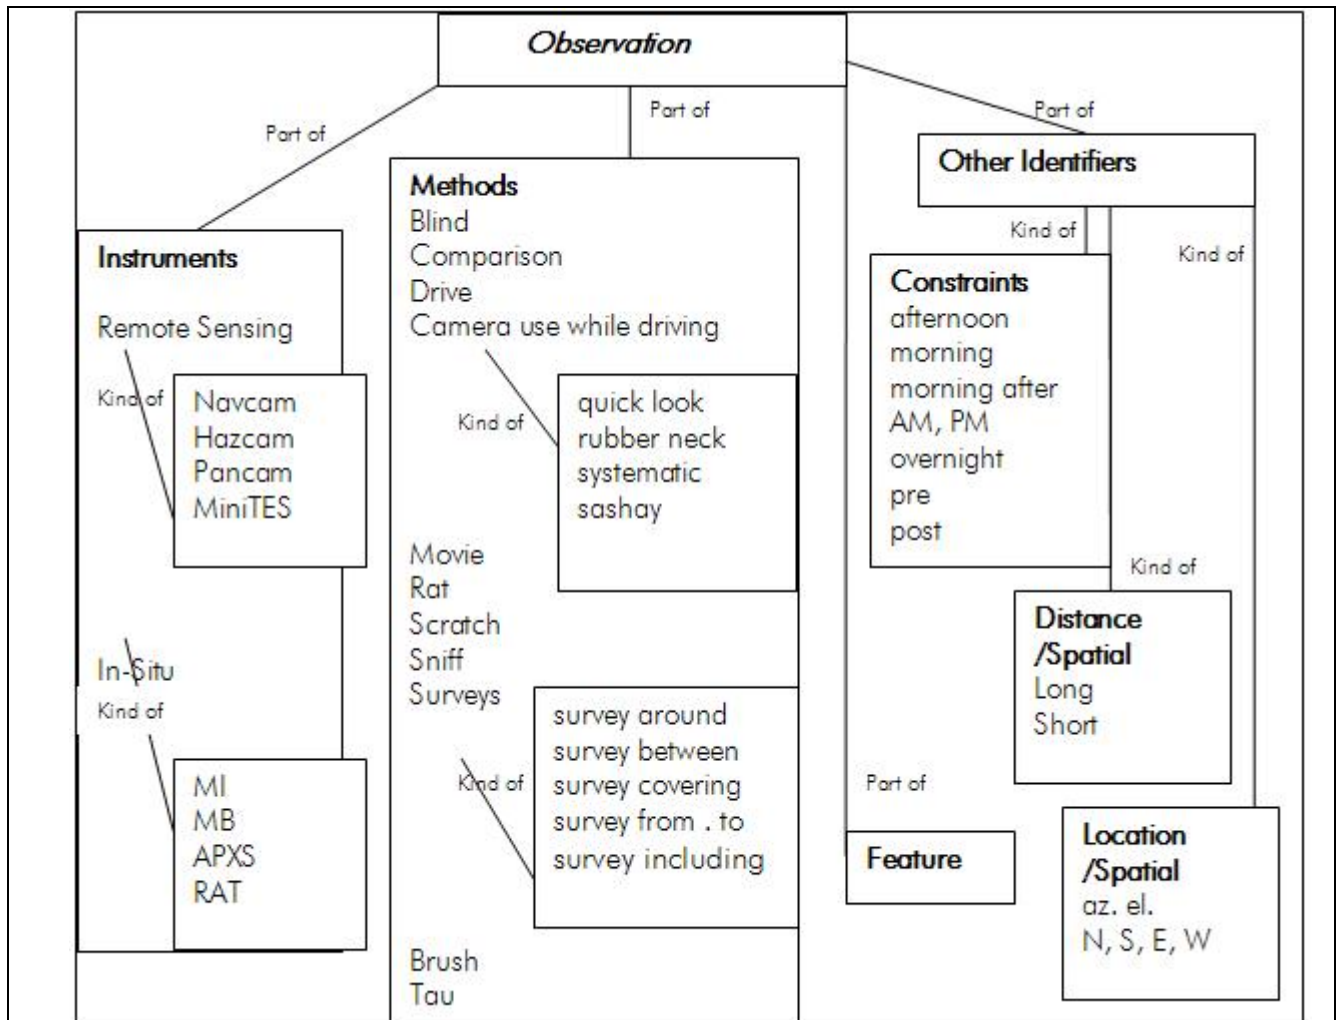 Observation
Part of
Part of
Part of
Instruments
Remote Sensing
Kind of
Navcam
Hazcam
Pancam
MiniTES
In-Situ
Kind of
MI
MB
APXS
RAT
Methods
Blind
Comparison
Drive
Camera use while driving
Kind of
quick look
rubber neck
systematic
sashay
Movie
Rat
Scratch
Sniff
Surveys
Kind of
survey around
survey between
survey covering
survey from . to
survey including
Brush
Tau
Part of
Feature
Other Identifiers
Kind of
Kind of
Constraints
afternoon
morning
morning after
AM, PM
overnight
pre
post
Kind of
Distance
/Spatial
Long
Short
Location
/Spatial
az. el.
N, S, E, W